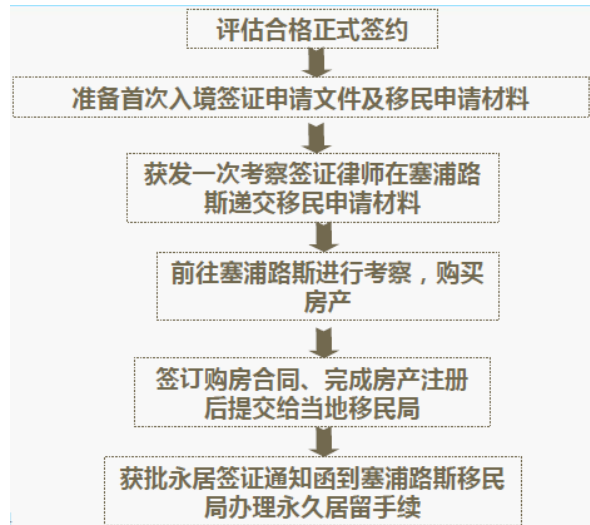 评估合格正式签约
准备首次入境签证申请文件及移民申请材料
获发一次考察签证律师在塞浦路
斯递交移民申请材料
前往塞浦路斯进行考察，购买
房产
签订购房合同、完成房产注册
后提交给当地移民局
获批永居签证通知函到塞浦路斯移民
局办理永久居留手续